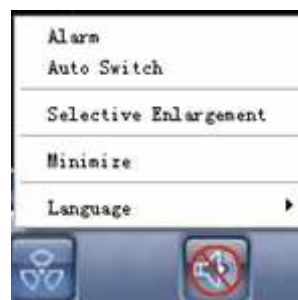 Alarm
Auto Switch
Selective Enlargement
Minimize
Language